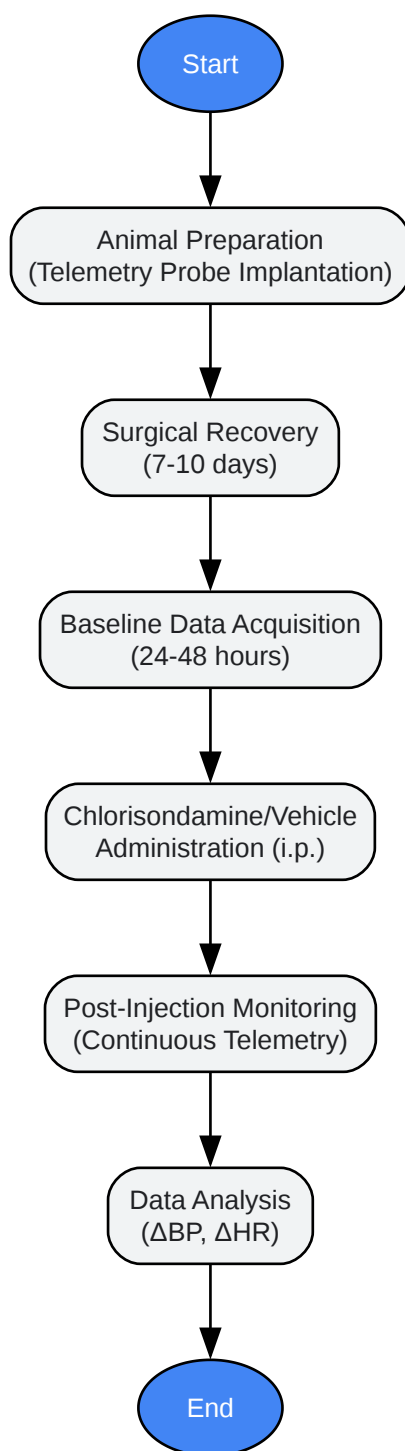 Start
Animal Preparation
(Telemetry Probe Implantation)
Surgical Recovery
(7-10 days)
Baseline Data Acquisition
(24-48 hours)
Chlorisondamine/Vehicle
Administration (i.p.)
Post-Injection Monitoring
(Continuous Telemetry)
Data Analysis
(ΔBP, ΔHR)
End